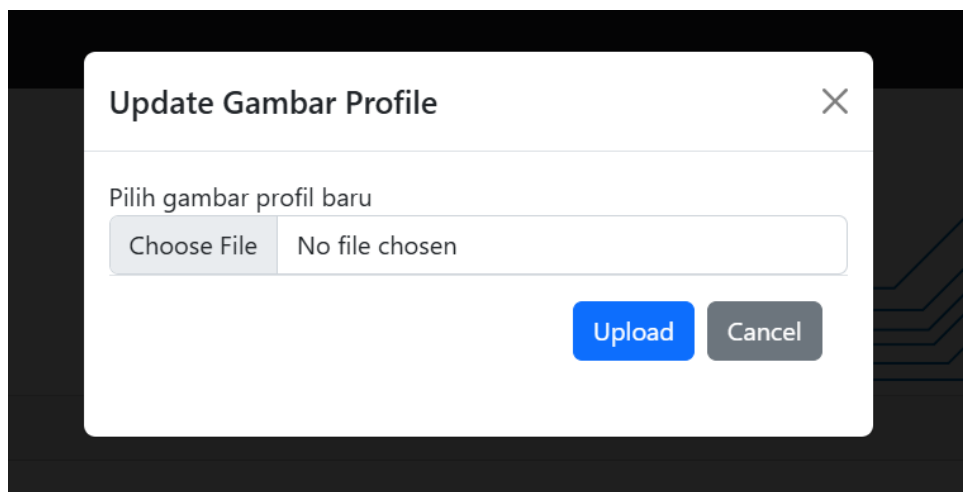 Update Gambar Profile
Pilih gambar profil baru
Choose File No file chosen
Upload Cancel